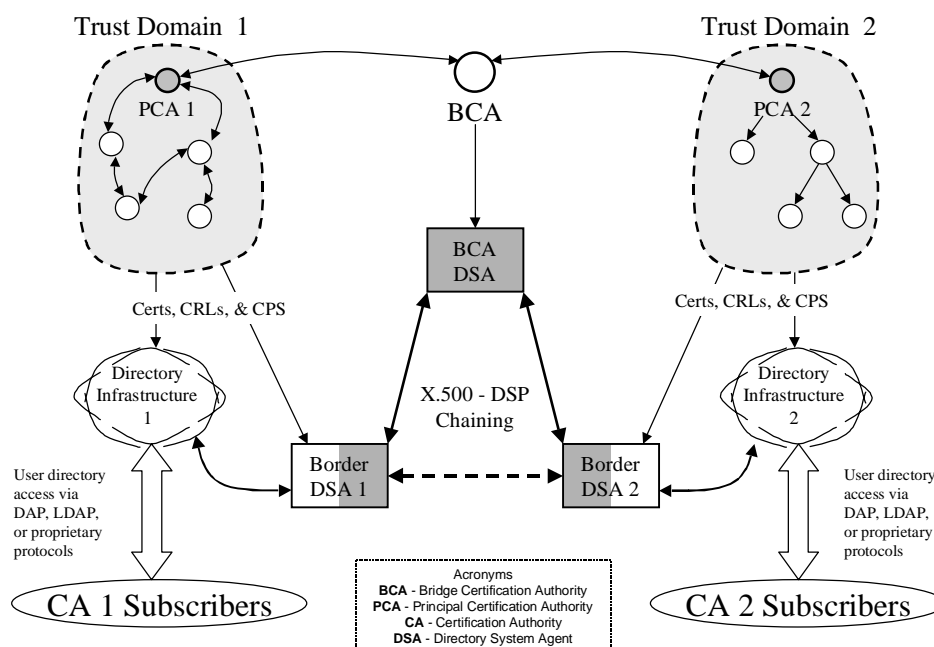 Trust Domain 1
Trust Domain 2
PCA 1
BCA
PCA 2
BCA
DSA
Certs, CRLs, & CPS
Certs, CRLs, & CPS
Directory
Infrastructure
1
X.500 - DSP
Chaining
Directory
Infrastructure
2
Border
DSA 1
Border
DSA 2
User directory
access via
DAP, LDAP,
or proprietary
protocols
User directory
access via
DAP, LDAP,
or proprietary
protocols
CA 1 Subscribers
Acronyms
BCA - Bridge Certification Authority
PCA - Principal Certification Authority
CA - Certification Authority
DSA - Directory System Agent
CA 2 Subscribers